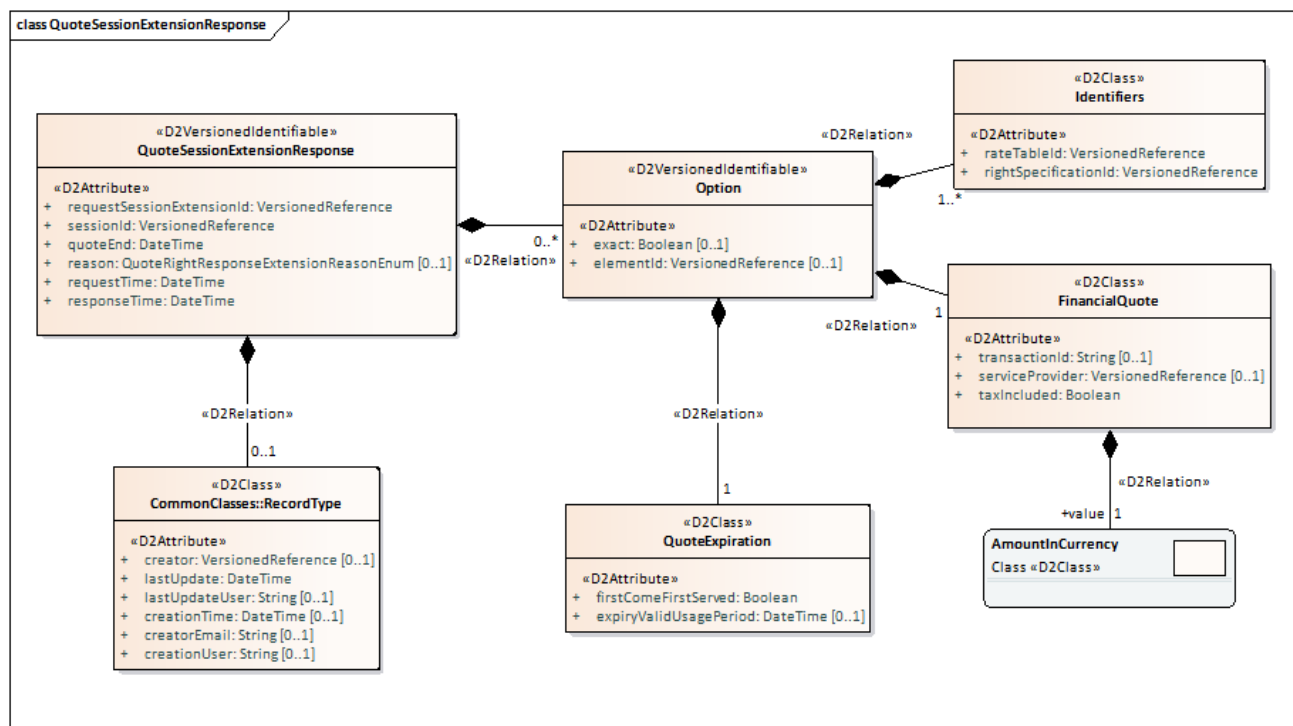 class QuoteSessionExtensionResponse
«D2VersionedIdentifiable»
QuoteSessionExtensionResponse
«D2Attribute»
+ requestSessionExtensionId: VersionedReference
+ sessionId: VersionedReference
+ quoteEnd: DateTime
+ reason: QuoteRightResponseExtensionReasonEnum [0..1]
+ requestTime: DateTime
+ responseTime: DateTime
0..*
«D2Relation»
«D2VersionedIdentifiable»
Option
«D2Attribute»
+ exact: Boolean [0..1]
+ elementId: VersionedReference [0..1]
«D2Relation»
1..*
«D2Class»
Identifiers
«D2Attribute»
+ rateTableId: VersionedReference
+ rightSpecificationId: VersionedReference
«D2Relation»
1
«D2Class»
FinancialQuote
«D2Attribute»
+ transactionId: String [0..1]
+ serviceProvider: VersionedReference [0..1]
+ taxIncluded: Boolean
«D2Relation»
0..1
«D2Class»
CommonClasses::RecordType
«D2Attribute»
+ creator: VersionedReference [0..1]
+ lastUpdate: DateTime
+ lastUpdateUser: String [0..1]
+ creationTime: DateTime [0..1]
+ creatorEmail: String [0..1]
+ creationUser: String [0..1]
«D2Relation»
1
«D2Class»
QuoteExpiration
«D2Attribute»
+ firstComeFirstServed: Boolean
+ expiryValidUsagePeriod: DateTime [0..1]
«D2Relation»
+value 1
AmountInCurrency
Class «D2Class»